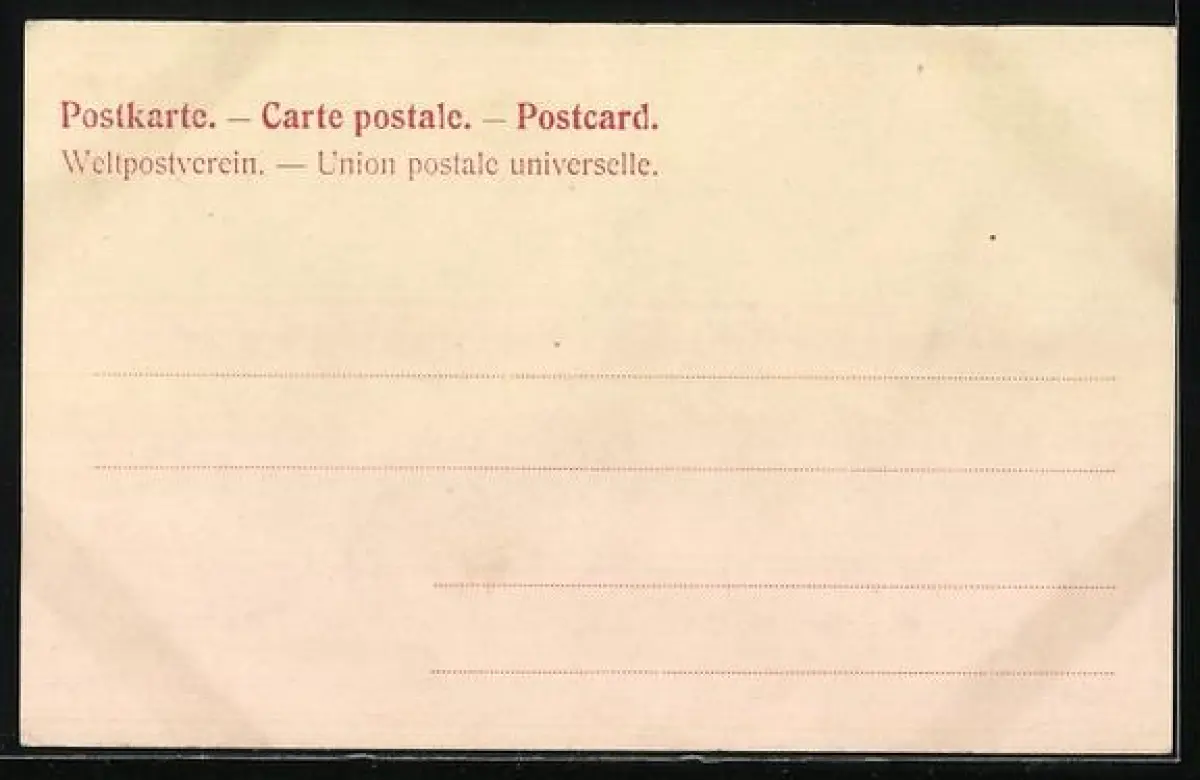 Postkarte. — Carte postale. — Postcard.
Weltpostverein. — Union postale universelle.